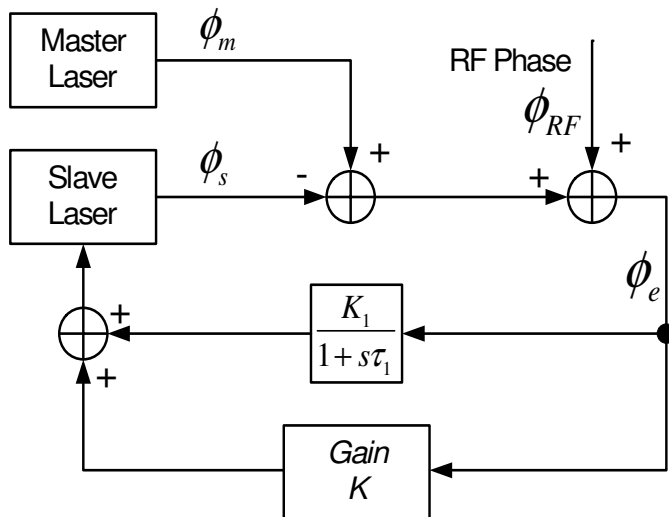 Master
Laser
ϕ_m
+
RF Phase
ϕ_RF
+
Slave
Laser
ϕ_s
-
+
ϕ_e
+
K_1
1 + sτ_1
+
Gain
K